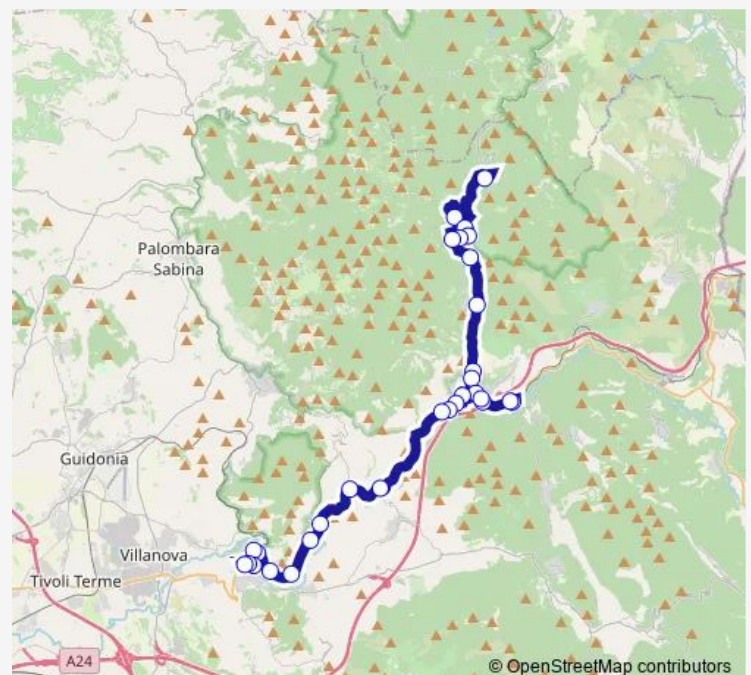 Palombara
Sabina
Guidonia
Villanova
Tivoli Terme
A24
© OpenStreetMap contributors